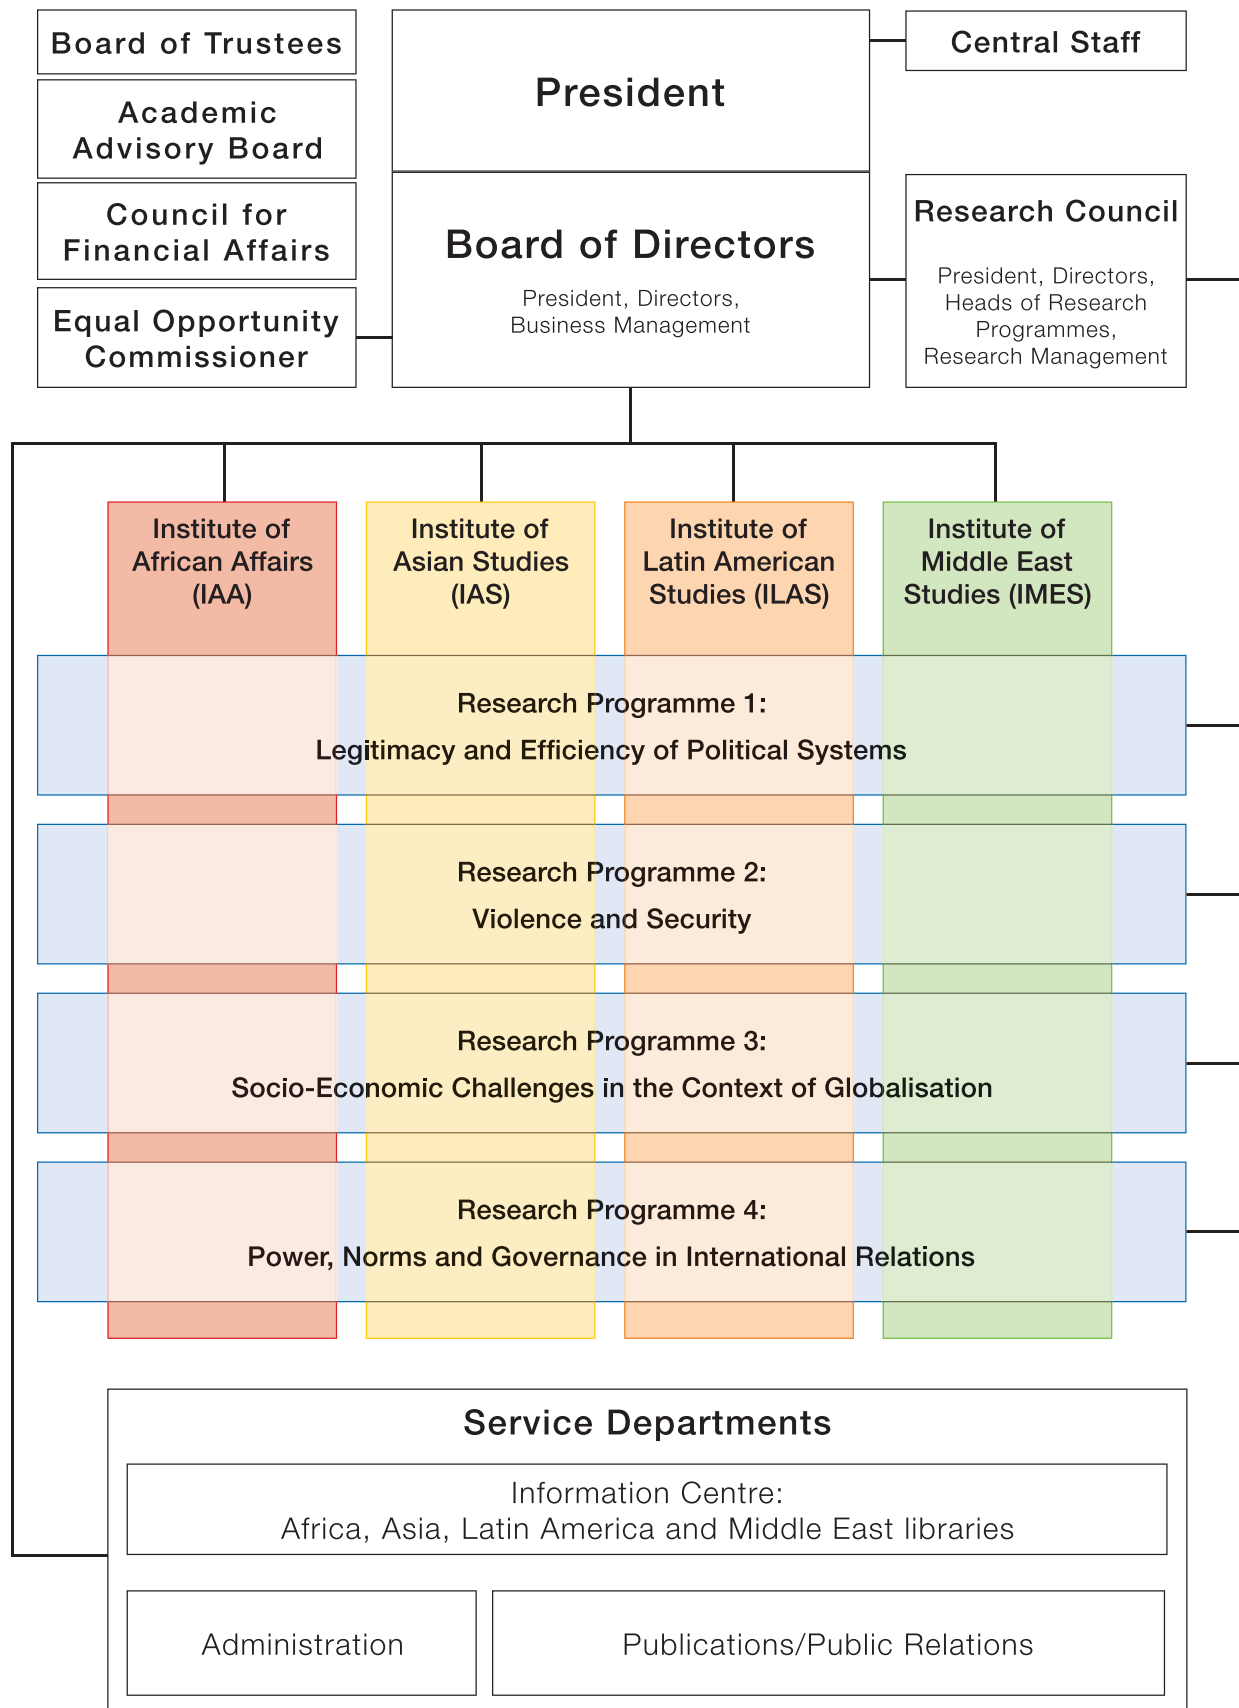 Board of Trustees
Academic
Advisory Board
Council for
Financial Affairs
Equal Opportunity
Commissioner
President
Board of Directors
President, Directors,
Business Management
Central Staff
Research Council
President, Directors,
Heads of Research
Programmes,
Research Management
Institute of
African Affairs
(IAA)
Institute of
Asian Studies
(IAS)
Institute of
Latin American
Studies (ILAS)
Institute of
Middle East
Studies (IMES)
Research Programme 1:
Legitimacy and Efficiency of Political Systems
Research Programme 2:
Violence and Security
Research Programme 3:
Socio-Economic Challenges in the Context of Globalisation
Research Programme 4:
Power, Norms and Governance in International Relations
Service Departments
Information Centre:
Africa, Asia, Latin America and Middle East libraries
Administration
Publications/Public Relations